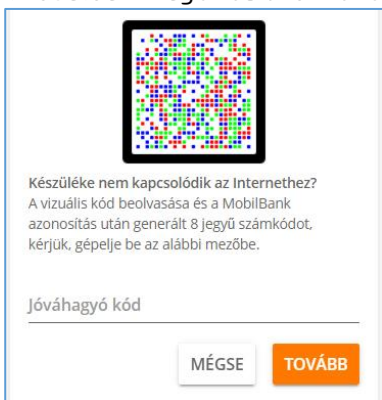 Készüléke nem kapcsolódik az Internethez?
A vizuális kód beolvasása és a MobilBank
azonosítás után generált 8 jegyű számkódot,
kérjük, gépelje be az alábbi mezőbe.
Jóváhagyó kód
MÉGSE TOVÁBB